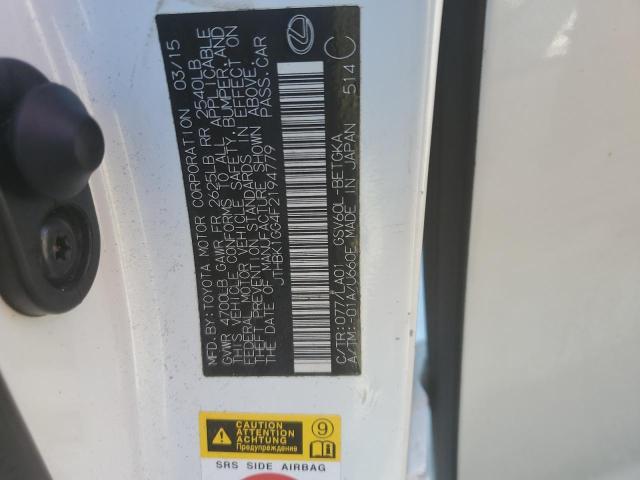 MFD.BY:TOYOTA MOTOR CORPORATION 03/15
GVWR 4700LB GAWR FR 2625LB RR 2540LB
THIS VEHICLE CONFORMS TO ALL APPLICABLE
FEDERAL MOTOR VEHICLE SAFETY, BUMPER, AND
THEFT PREVENTION STANDARDS IN EFFECT ON
THE DATE OF MANUFACTURE SHOWN ABOVE.
JTHBK1GG4F2194779 PASS.CAR
C/TR:077/LA01 GSV60L-BETGKA
A/TM:-01A/U660E MADE IN JAPAN 514 C
CAUTION
ATTENTION
ACHTUNG
Предупреждение
9
SRS SIDE AIRBAG